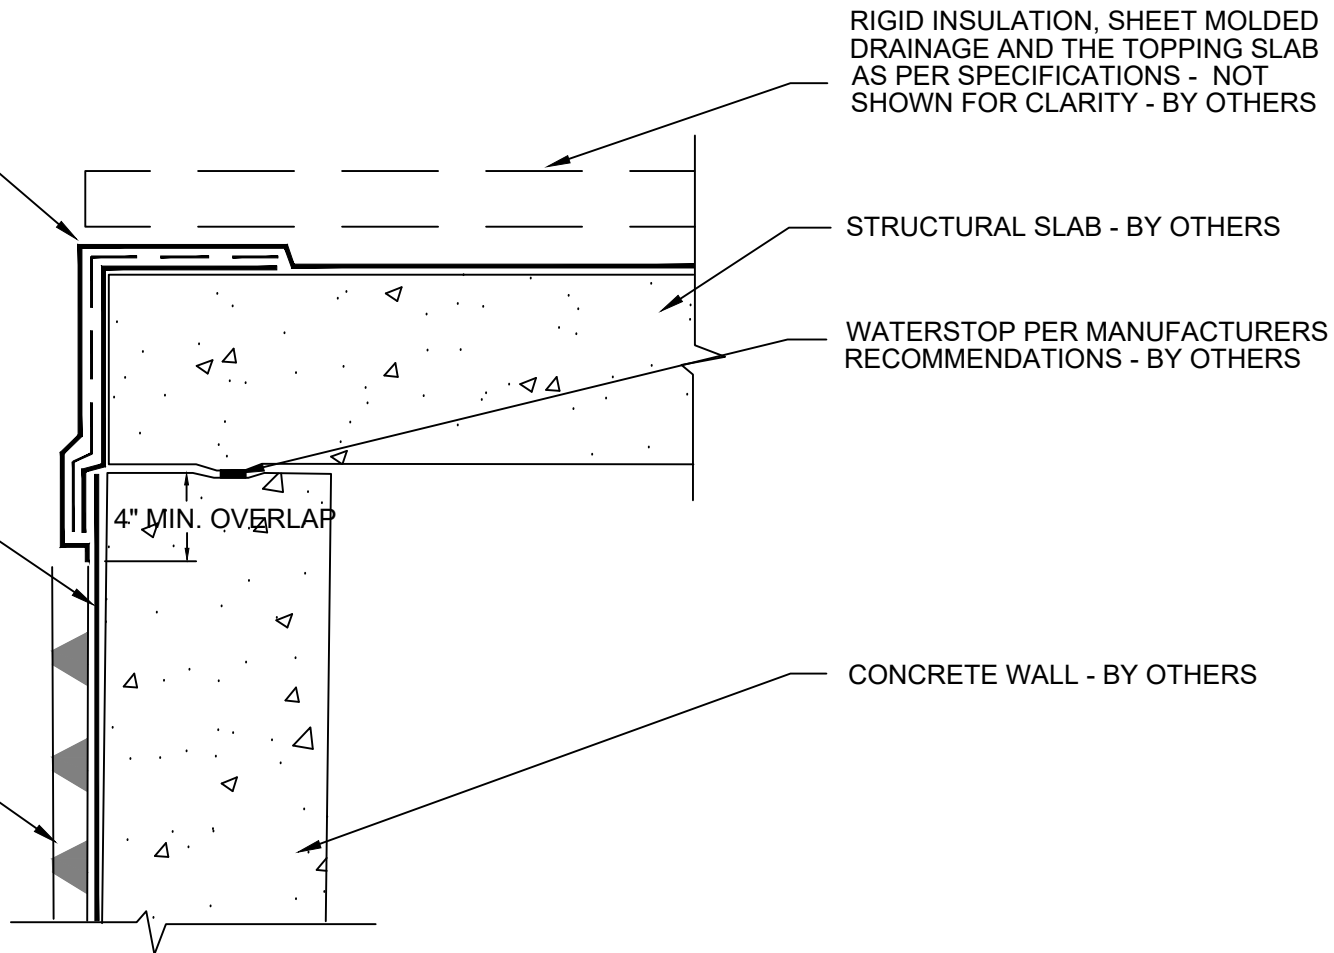 RIGID INSULATION, SHEET MOLDED
DRAINAGE AND THE TOPPING SLAB
AS PER SPECIFICATIONS - NOT
SHOWN FOR CLARITY - BY OTHERS
STRUCTURAL SLAB - BY OTHERS
WATERSTOP PER MANUFACTURERS
RECOMMENDATIONS - BY OTHERS
4" MIN. OVERLAP
CONCRETE WALL - BY OTHERS